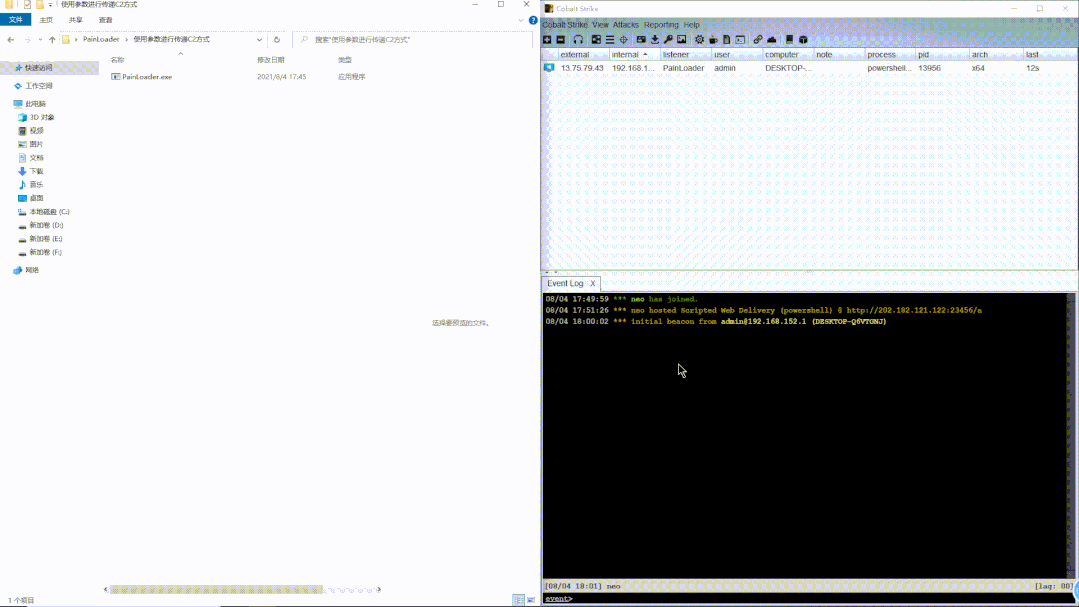 使用参数进行传递C2方式
文件 主页 共享 查看
PainLoader 使用参数进行传递C2方式 搜索"使用参数进行传递C2方式"
名称 修改日期 类型
PainLoader.exe 2021/8/4 17:45 应用程序
快速访问
工作空间
此电脑
3D 对象
视频
图片
文档
下载
音乐
桌面
本地磁盘 (C:)
新加卷 (D:)
新加卷 (E:)
新加卷 (F:)
网络
选择要预览的文件。
1 个项目
Cobalt Strike
Cobalt Strike View Attacks Reporting Help
external internal listener user computer note process pid arch last
13.75.79.43 192.168.1... PainLoader admin DESKTOP-... powershell... 13956 x64 12s
Event Log X
08/04 17:49:59 *** neo has joined.
08/04 17:51:26 *** neo hosted Scripted Web Delivery (powershell) @ http://202.182.121.122:23456/a
08/04 18:00:02 *** initial beacon from admin@192.168.152.1 (DESKTOP-Q6VTGNJ)
[08/04 18:01] neo [lag: 00]
event>